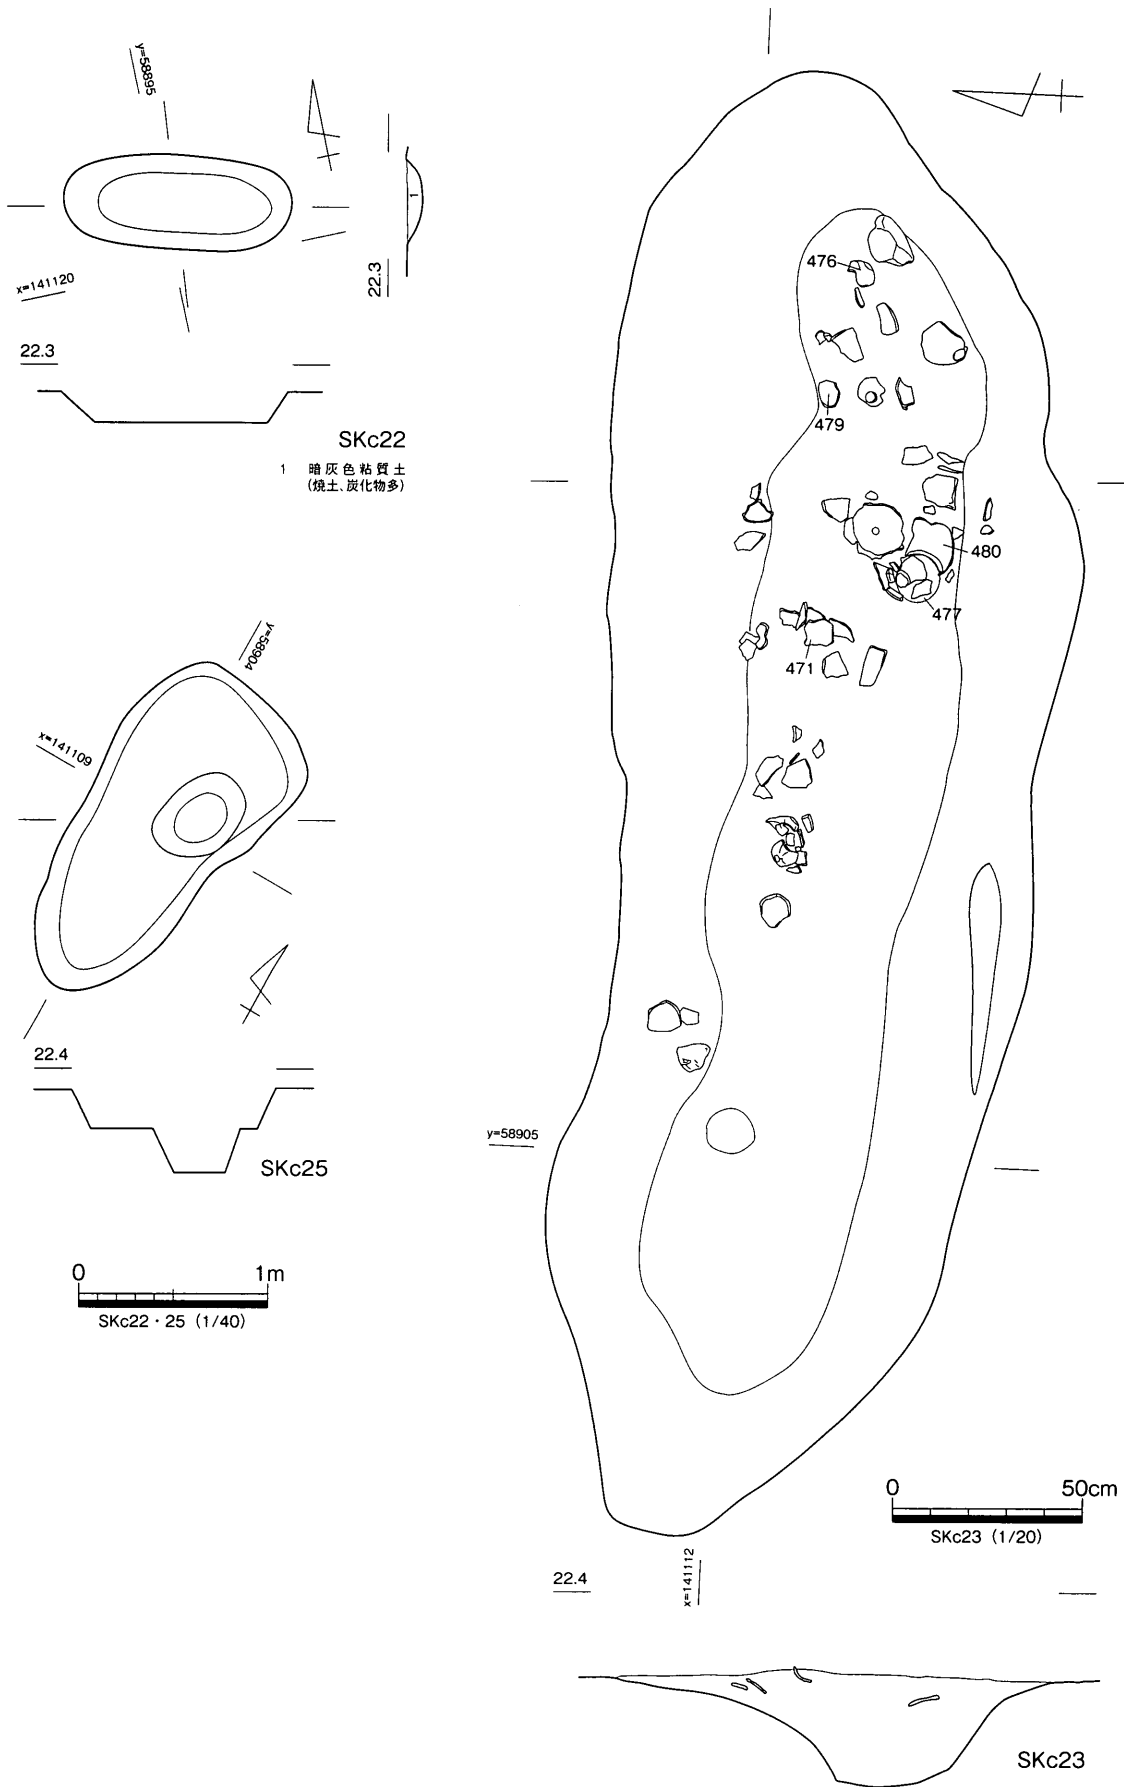 y=58895
x=141120
22.3
22.3
1
SKc22
1 暗灰色粘質土
(焼土、炭化物多)
y=58904
x=141109
22.4
SKc25
0 1m
SKc22・25 (1/40)
476
479
480
477
471
y=58905
x=141112
0 50cm
SKc23 (1/20)
22.4
SKc23